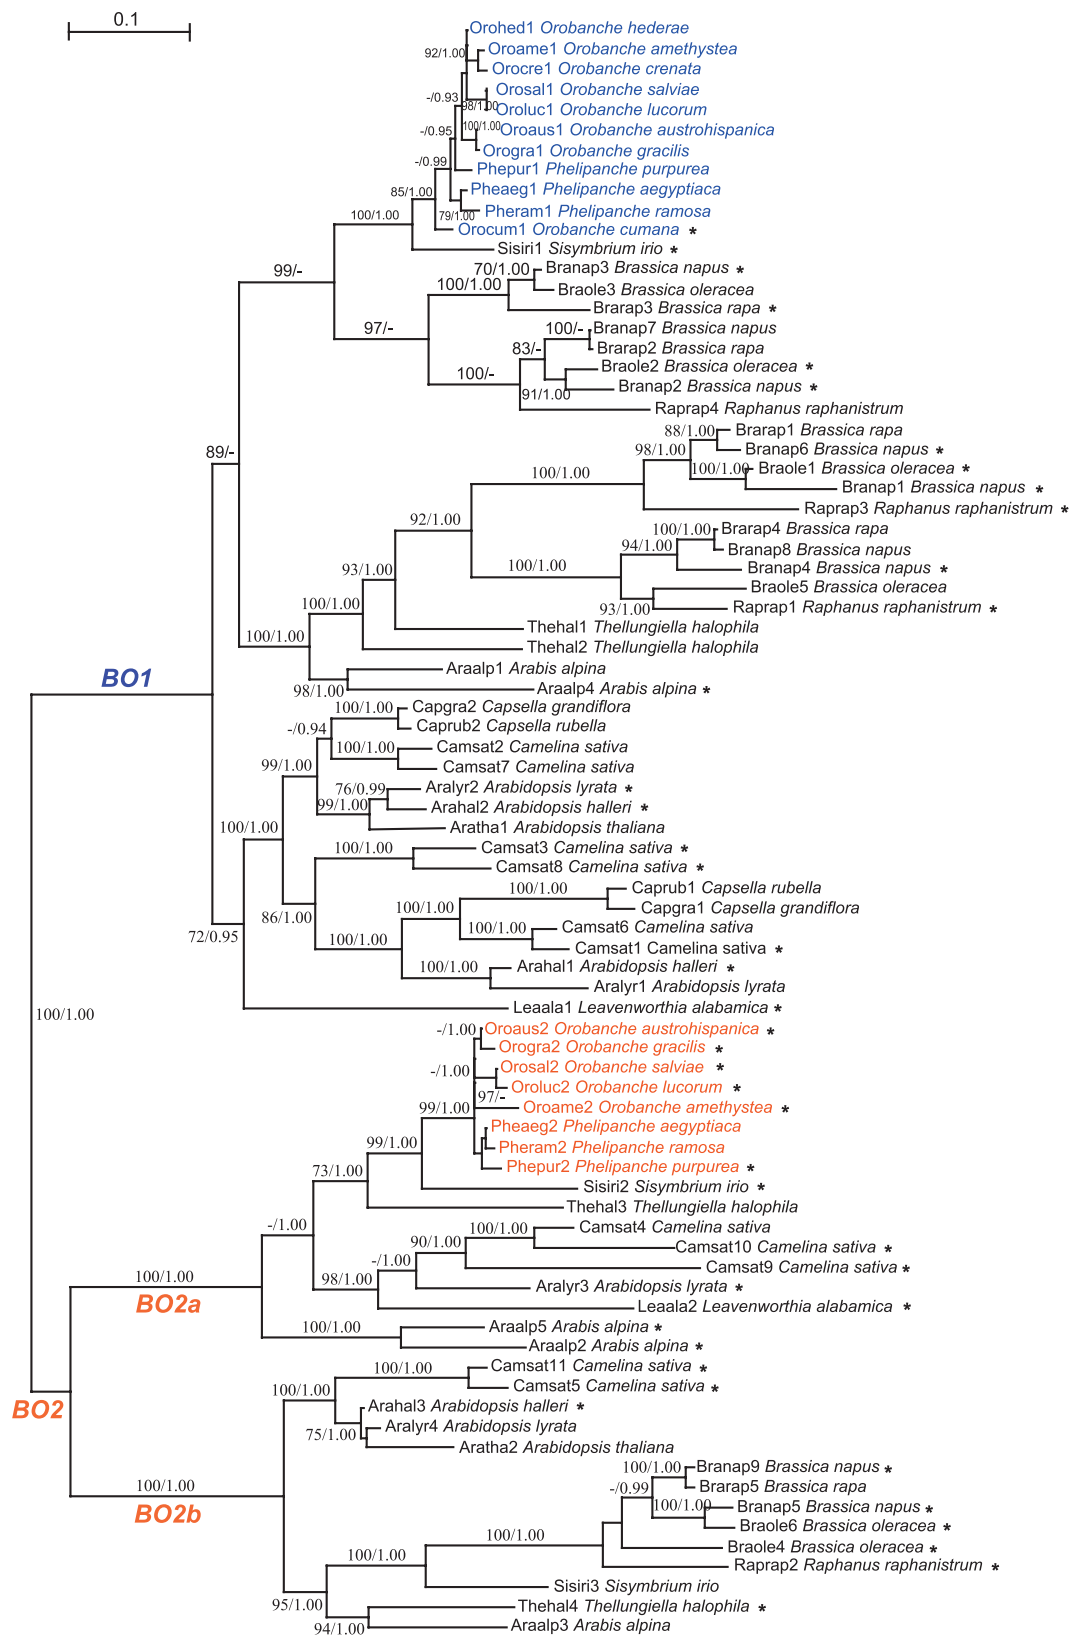 0.1
Orohed1 Orobanche hederae
92/1.00
Oroame1 Orobanche amethystea
Orocre1 Orobanche crenata
Orosal1 Orobanche salviae
-/0.93
98/1.00
Oroluc1 Orobanche lucorum
100/1.00
Oroaus1 Orobanche austrohispanica
-/0.95
Orogra1 Orobanche gracilis
-/0.99
Phepur1 Phelipanche purpurea
85/1.00
Pheaeg1 Phelipanche aegyptiaca
79/1.00
Pheram1 Phelipanche ramosa
100/1.00
Orocum1 Orobanche cumana *
Sisiri1 Sisymbrium irio *
99/-
70/1.00
Branap3 Brassica napus *
100/1.00
Braole3 Brassica oleracea
Brarap3 Brassica rapa *
97/-
100/-
Branap7 Brassica napus
83/-
Brarap2 Brassica rapa
Braole2 Brassica oleracea *
100/-
91/1.00
Branap2 Brassica napus *
Raprap4 Raphanus raphanistrum
89/-
88/1.00
Brarap1 Brassica rapa
98/1.00
Branap6 Brassica napus *
100/1.00
100/1.00
Braole1 Brassica oleracea *
Branap1 Brassica napus *
Raprap3 Raphanus raphanistrum *
92/1.00
100/1.00
Brarap4 Brassica rapa
94/1.00
Branap8 Brassica napus
100/1.00
Branap4 Brassica napus *
93/1.00
Braole5 Brassica oleracea
100/1.00
93/1.00
Raprap1 Raphanus raphanistrum *
Thehal1 Thellungiella halophila
100/1.00
Thehal2 Thellungiella halophila
BO1
Araalp1 Arabis alpina
98/1.00
Araalp4 Arabis alpina *
100/1.00
Capgra2 Capsella grandiflora
-/0.94
Caprub2 Capsella rubella
100/1.00
Camsat2 Camelina sativa
99/1.00
Camsat7 Camelina sativa
76/0.99
Aralyr2 Arabidopsis lyrata *
99/1.00
Arahal2 Arabidopsis halleri *
100/1.00
Aratha1 Arabidopsis thaliana
100/1.00
Camsat3 Camelina sativa *
Camsat8 Camelina sativa *
100/1.00
Caprub1 Capsella rubella
100/1.00
Capgra1 Capsella grandiflora
86/1.00
100/1.00
Camsat6 Camelina sativa
72/0.95
100/1.00
Camsat1 Camelina sativa *
100/1.00
Arahal1 Arabidopsis halleri *
Aralyr1 Arabidopsis lyrata
Leaala1 Leavenworthia alabamica *
100/1.00
-/1.00
Oroaus2 Orobanche austrohispanica *
Orogra2 Orobanche gracilis *
-/1.00
Orosal2 Orobanche salviae *
Oroluc2 Orobanche lucorum *
97/-
Oroame2 Orobanche amethystea *
99/1.00
Pheaeg2 Phelipanche aegyptiaca
99/1.00
Pheram2 Phelipanche ramosa
Phepur2 Phelipanche purpurea *
73/1.00
Sisiri2 Sisymbrium irio *
Thehal3 Thellungiella halophila
-/1.00
100/1.00
Camsat4 Camelina sativa
90/1.00
Camsat10 Camelina sativa *
-/1.00
Camsat9 Camelina sativa *
100/1.00
98/1.00
Aralyr3 Arabidopsis lyrata *
BO2a
Leaala2 Leavenworthia alabamica *
100/1.00
Araalp5 Arabis alpina *
Araalp2 Arabis alpina *
100/1.00
Camsat11 Camelina sativa *
100/1.00
Camsat5 Camelina sativa *
BO2
Arahal3 Arabidopsis halleri *
75/1.00
Aralyr4 Arabidopsis lyrata
Aratha2 Arabidopsis thaliana
100/1.00
100/1.00
Branap9 Brassica napus *
-/0.99
Brarap5 Brassica rapa
BO2b
100/1.00
Branap5 Brassica napus *
Braole6 Brassica oleracea *
100/1.00
Braole4 Brassica oleracea *
100/1.00
Raprap2 Raphanus raphanistrum *
Sisiri3 Sisymbrium irio
95/1.00
Thehal4 Thellungiella halophila *
94/1.00
Araalp3 Arabis alpina